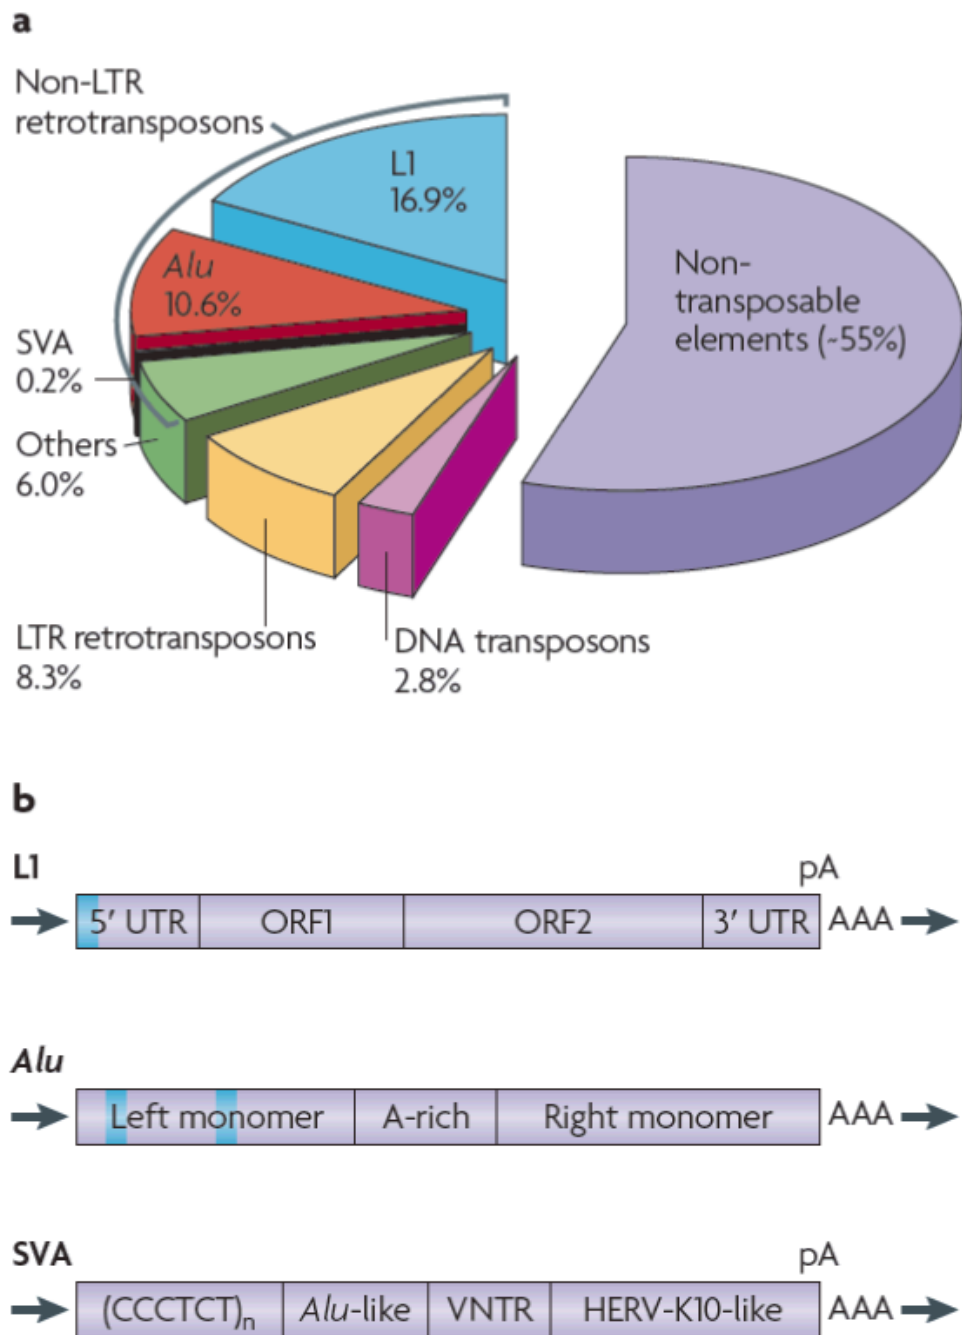 a
Non-LTR
retrotransposons
L1
16.9%
Alu
10.6%
SVA
0.2%
Others
6.0%
LTR retrotransposons
8.3%
DNA transposons
2.8%
Non-
transposable
elements (~55%)
b
L1
pA
5′ UTR ORF1 ORF2 3′ UTR AAA
Alu
Left monomer A-rich Right monomer AAA
SVA
pA
(CCCTCT)n Alu-like VNTR HERV-K10-like AAA